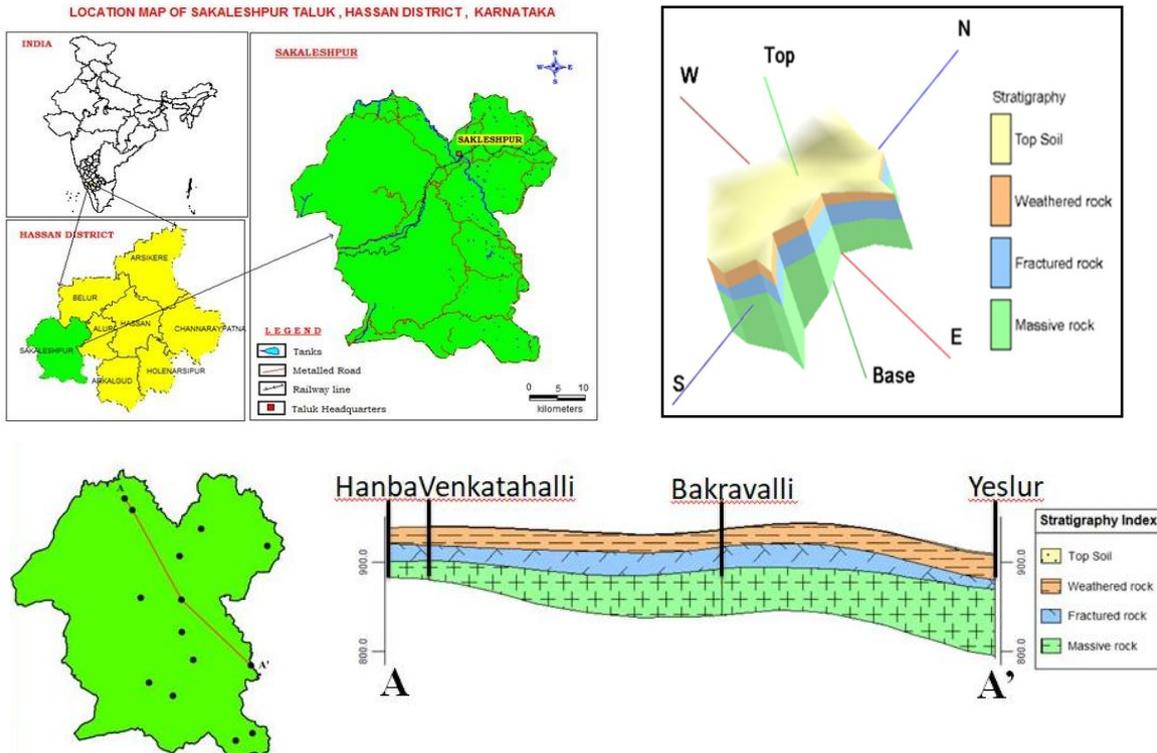 LOCATION MAP OF SAKALESHPUR TALUK , HASSAN DISTRICT , KARNATAKA
INDIA
HASSAN DISTRICT
ARSIKERE
BELUR
HASSAN
ALUR
CHANNARAYPATNA
SAKALESHPUR
HOLENARSIPUR
ARKALGUD
SAKALESHPUR
N
W E
S
SAKLESHPUR
LEGEND
Tanks
Metalled Road
Railway line
Taluk Headquarters
0 5 10
kilometers
W
Top
N
S
Base
E
Stratigraphy
Top Soil
Weathered rock
Fractured rock
Massive rock
A
A'
Hanba Venkatahalli Bakravalli Yeslur
900.0 900.0
800.0 800.0
A A’
Stratigraphy Index
Top Soil
Weathered rock
Fractured rock
Massive rock